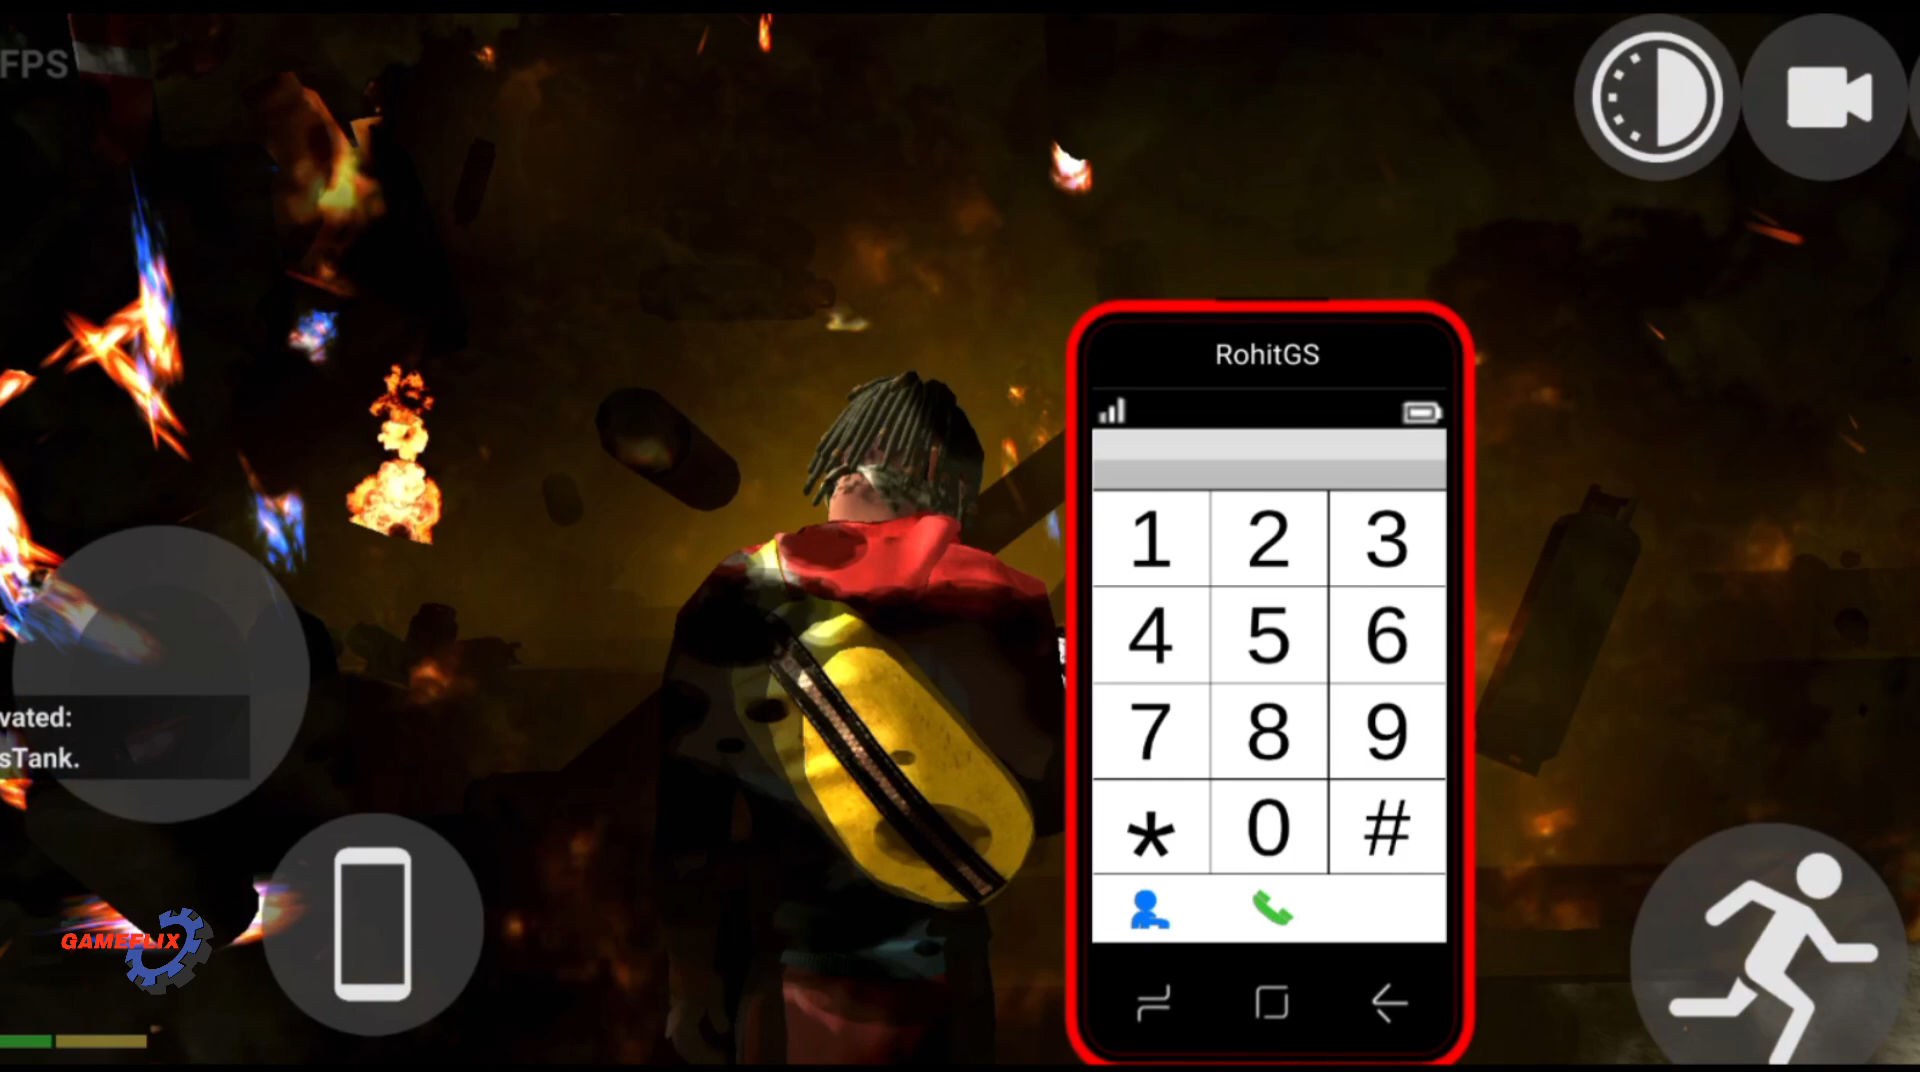 FPS
RohitGS
1 2 3
4 5 6
7 8 9
* 0 #
vated:
sTank.
GAMEFLIX